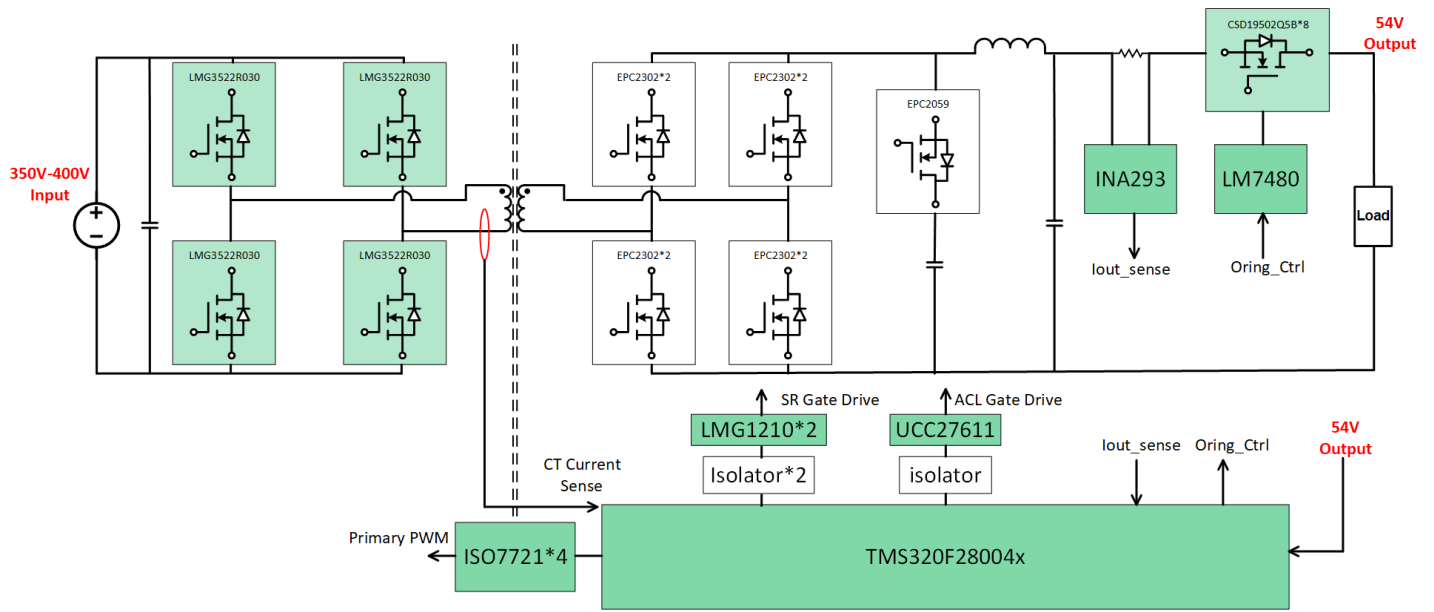 CSD19502Q5B*8
54V
Output
LMG3522R030
LMG3522R030
EPC2302*2
EPC2302*2
EPC2059
350V-400V
Input
INA293
LM7480
Load
LMG3522R030
LMG3522R030
EPC2302*2
EPC2302*2
Iout_sense
Oring_Ctrl
SR Gate Drive
ACL Gate Drive
LMG1210*2
UCC27611
54V
Output
Iout_sense
Oring_Ctrl
CT Current
Sense
Isolator*2
isolator
Primary PWM
ISO7721*4
TMS320F28004x